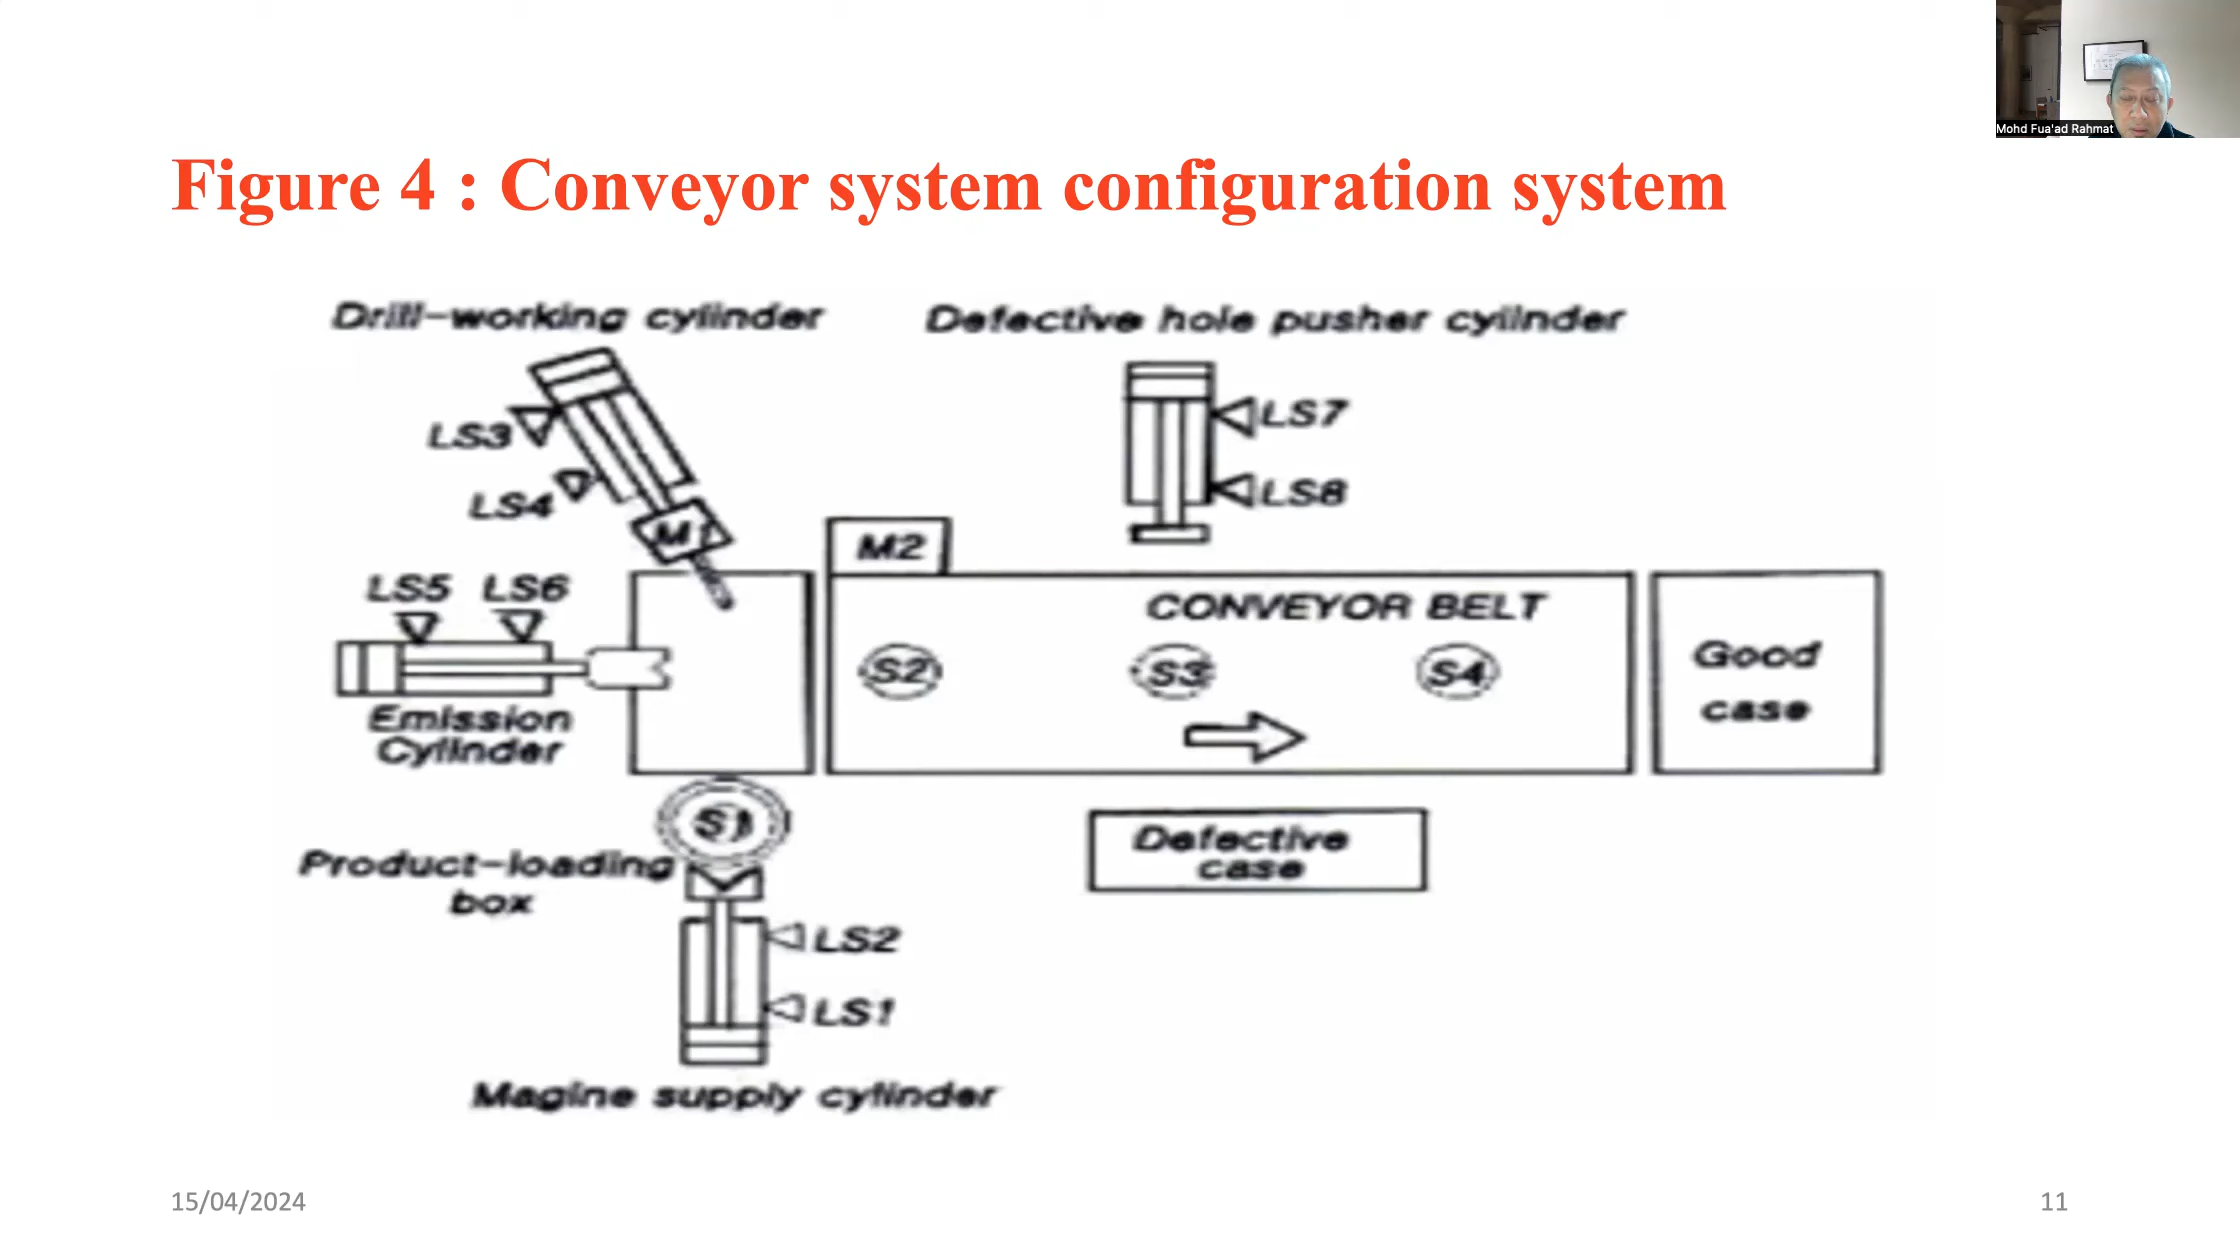 Mohd Fua'ad Rahmat
Figure 4 : Conveyor system configuration system
Drill-working cylinder
Defective hole pusher cylinder
LS3
LS4
LS7
LS8
M1
M2
LS5 LS6
CONVEYOR BELT
S2
S3
S4
Good
case
Emission
Cylinder
S1
Product-loading
box
Defective
case
LS2
LS1
Magine supply cylinder
15/04/2024
11